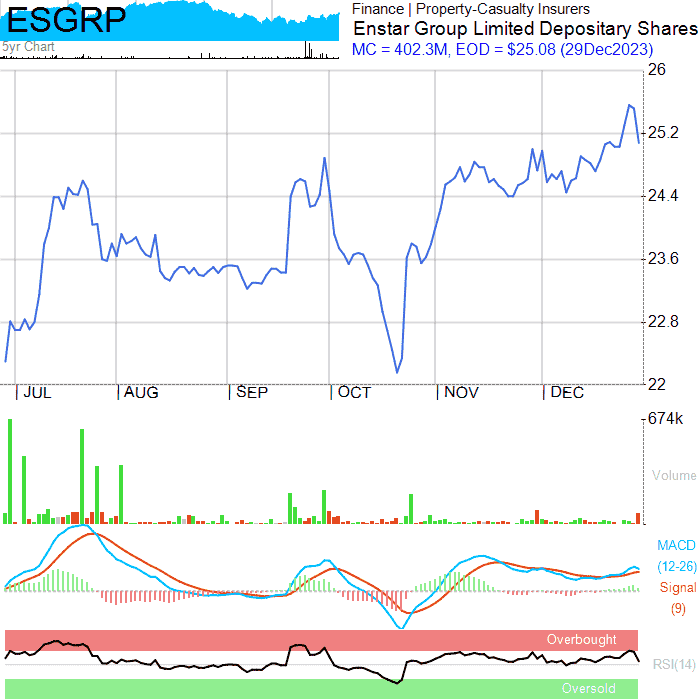 ESGRP
5yr Chart
Finance | Property-Casualty Insurers
Enstar Group Limited Depositary Shares
MC = 402.3M, EOD = $25.08 (29Dec2023)
26
25.2
24.4
23.6
22.8
22
JUL AUG SEP OCT NOV DEC
674k
Volume
MACD
(12-26)
Signal
(9)
Overbought
RSI(14)
Oversold